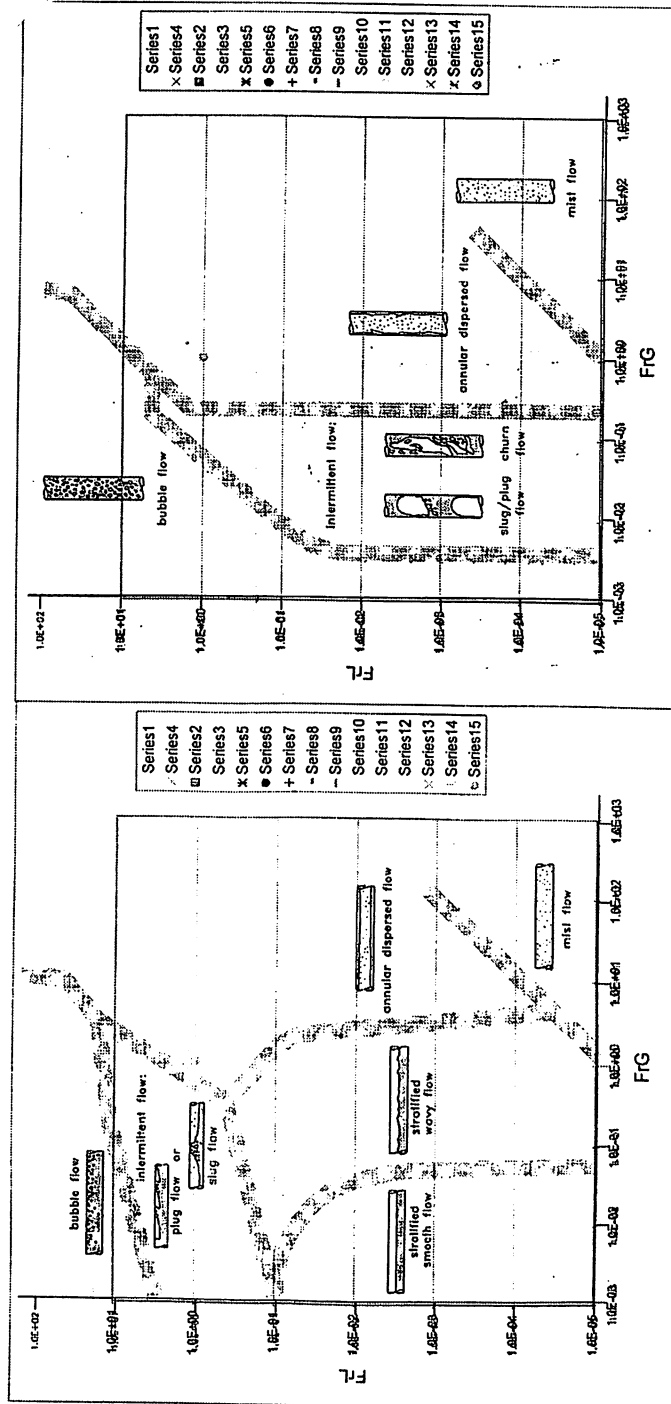 1.0E+02
1.0E+01
1.0E+00
1.0E-01
1.0E-02
1.0E-03
1.0E-04
1.0E-05
FrL
bubble flow
intermittent flow:
plug flow or
slug flow
stratified
smooth flow
stratified
wavy flow
annular dispersed flow
mist flow
1.0E-03
1.0E-02
1.0E-01
1.0E+00
1.0E+01
1.0E+02
1.0E+03
FrG
Series1
Series4
Series2
Series3
Series5
Series6
Series7
Series8
Series9
Series10
Series11
Series12
Series13
Series14
Series15
1.0E+02
1.0E+01
1.0E+00
1.0E-01
1.0E-02
1.0E-03
1.0E-04
1.0E-05
FrL
bubble flow
intermittent flow:
slug/plug churn
flow flow
annular dispersed flow
mist flow
1.0E-03
1.0E-02
1.0E-01
1.0E+00
1.0E+01
1.0E+02
1.0E+03
FrG
Series1
Series4
Series2
Series3
Series5
Series6
Series7
Series8
Series9
Series10
Series11
Series12
Series13
Series14
Series15